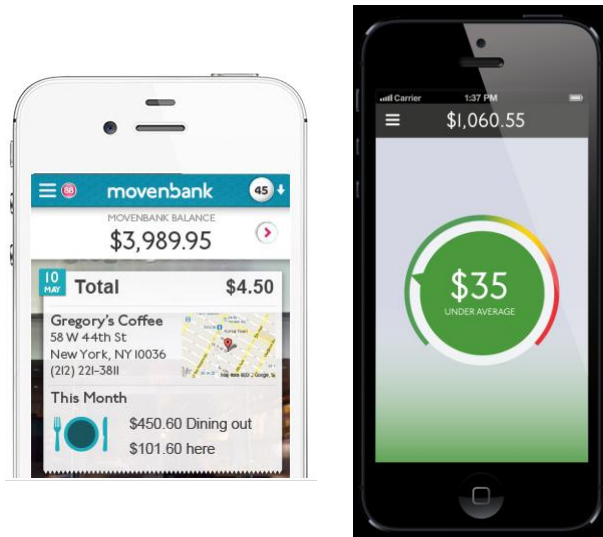 88 movenbank 45
MOVENBANK BALANCE
$3,989.95
10
MAY
Total $4.50
Gregory's Coffee
58 W 44th St
New York, NY 10036
(212) 221-3811
This Month
$450.60 Dining out
$101.60 here
Carrier 1:37 PM
$1,060.55
$35
UNDER AVERAGE